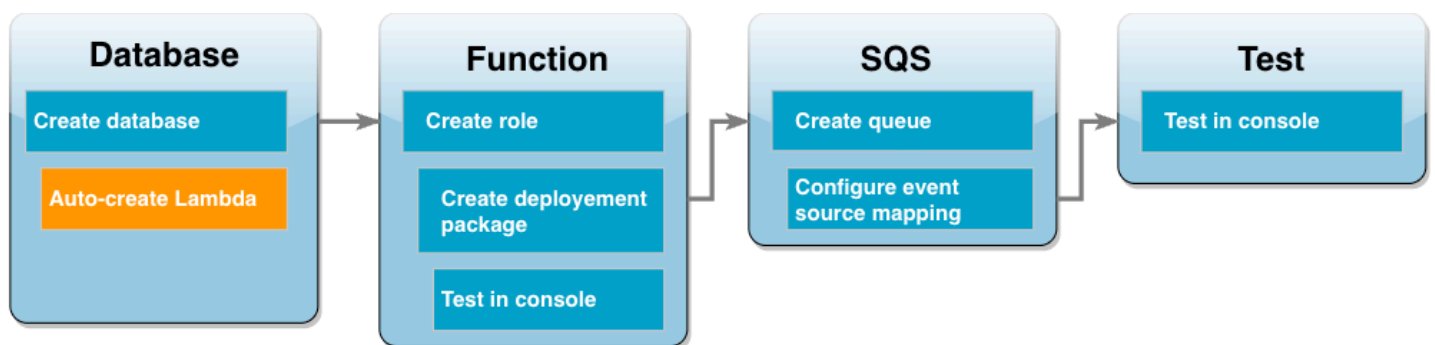 Database
Create database
Auto-create Lambda
Function
Create role
Create deployement
package
Test in console
SQS
Create queue
Configure event
source mapping
Test
Test in console